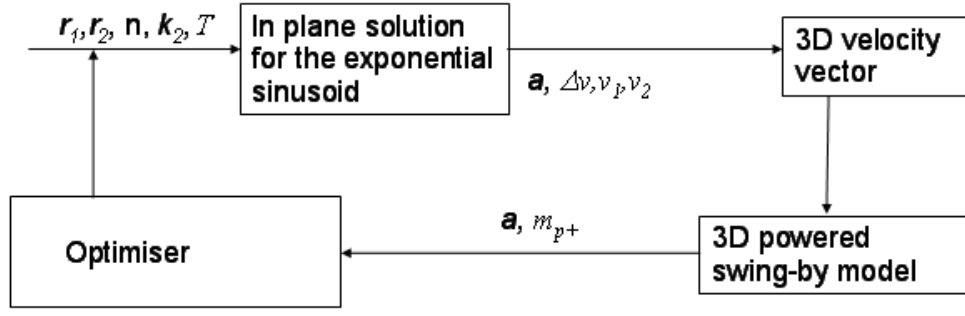 r₁,r₂, n, k₂, T
In plane solution
for the exponential
sinusoid
a, Δv,v₁,v₂
3D velocity
vector
Optimiser
a, mₚ₊
3D powered
swing-by model